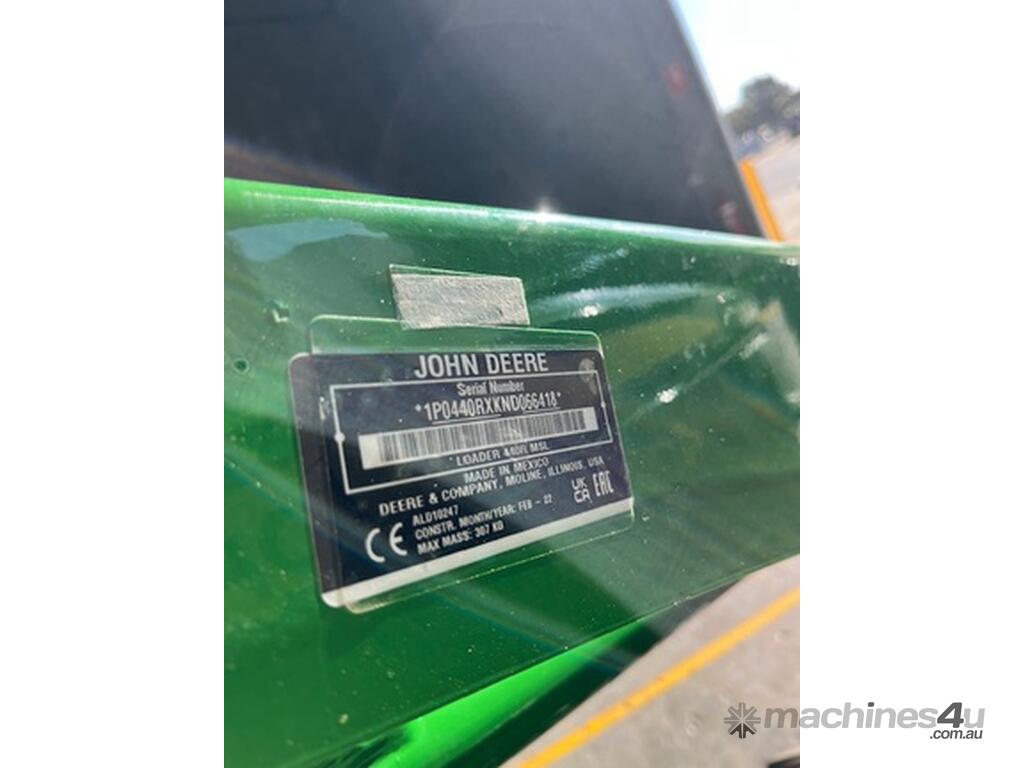 JOHN DEERE
Serial Number
*1P0440RXKND066418*
LOADER 440R MSL
MADE IN MEXICO
DEERE & COMPANY, MOLINE, ILLINOIS, USA
ALD10247
CONSTR. MONTH/YEAR: FEB - 22
MAX MASS: 307 KG
CE
UK
CA
EAC
machines4u
.com.au